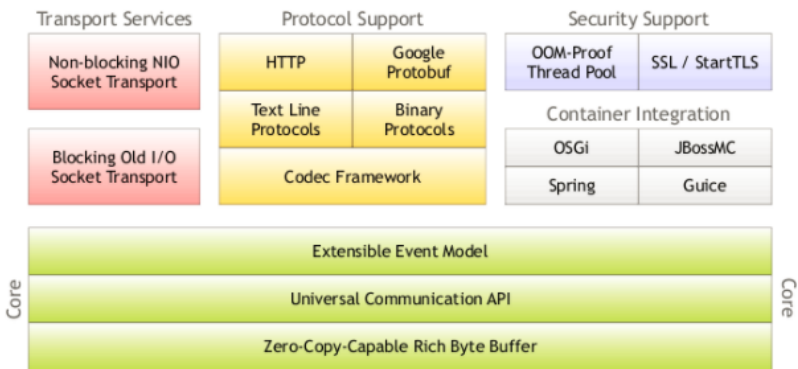 Transport Services
Non-blocking NIO
Socket Transport
Blocking Old I/O
Socket Transport
Protocol Support
HTTP
Google
Protobuf
Text Line
Protocols
Binary
Protocols
Codec Framework
Security Support
OOM-Proof
Thread Pool
SSL / StartTLS
Container Integration
OSGi
JBossMC
Spring
Guice
Core
Extensible Event Model
Universal Communication API
Zero-Copy-Capable Rich Byte Buffer
Core